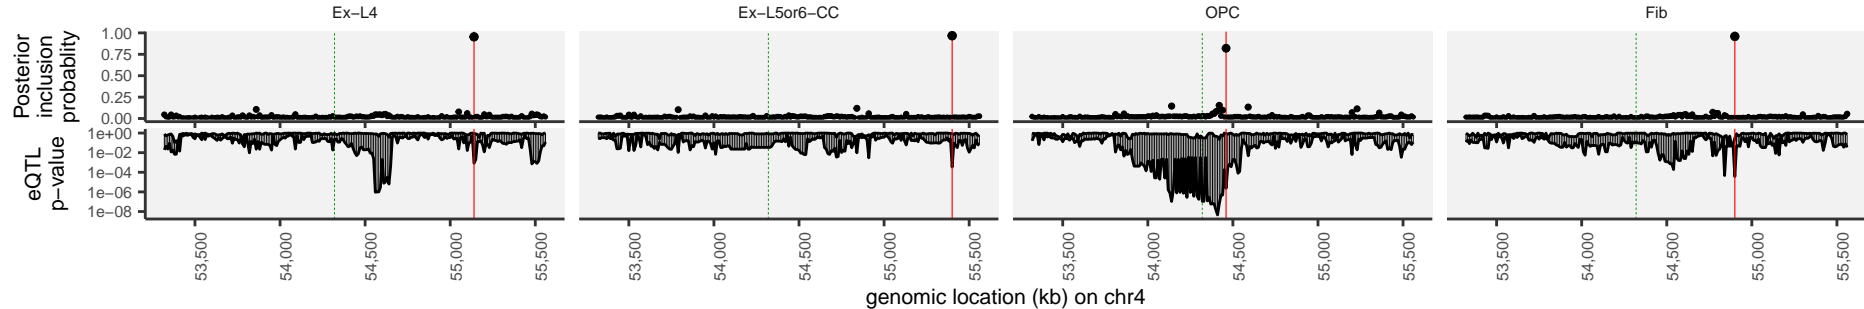 Ex−L4
Ex−L5or6−CC
OPC
Fib
Posterior
inclusion
probablity
1.00
0.75
0.50
0.25
0.00
eQTL
p−value
1e+00
1e−02
1e−04
1e−06
1e−08
53,500
54,000
54,500
55,000
55,500
53,500
54,000
54,500
55,000
55,500
53,500
54,000
54,500
55,000
55,500
53,500
54,000
54,500
55,000
55,500
genomic location (kb) on chr4